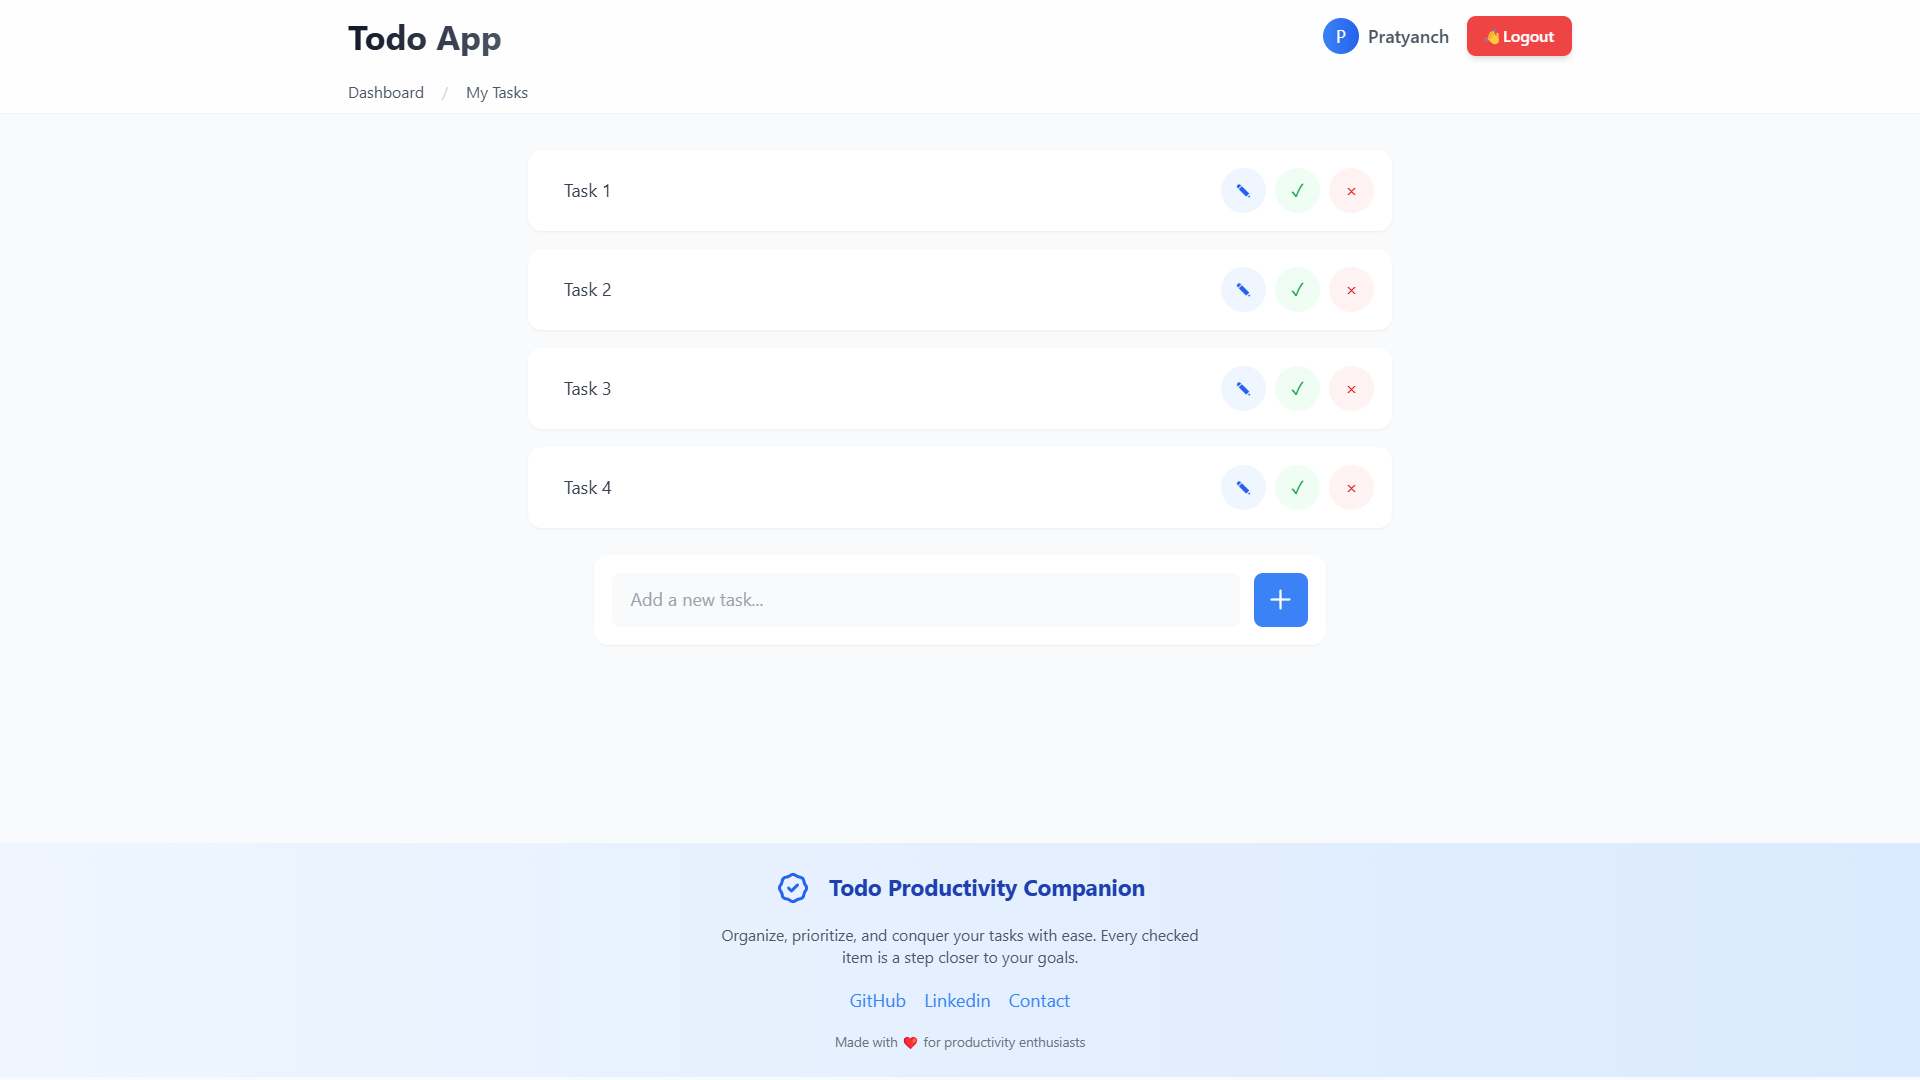 Todo App
P Pratyanch
👋Logout
Dashboard / My Tasks
Task 1
Task 2
Task 3
Task 4
Add a new task...
Todo Productivity Companion
Organize, prioritize, and conquer your tasks with ease. Every checked
item is a step closer to your goals.
GitHub Linkedin Contact
Made with ❤️ for productivity enthusiasts